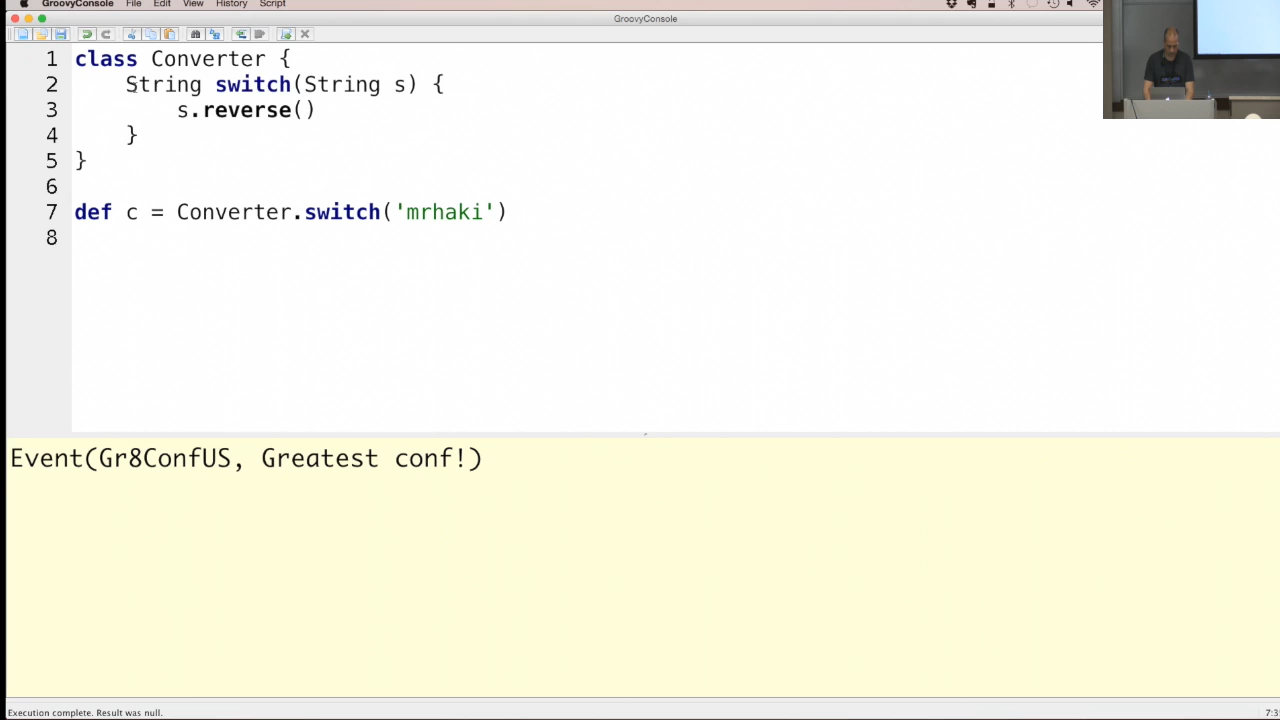 GroovyConsole File Edit View History Script
GroovyConsole
1 class Converter {
2     String switch(String s) {
3         s.reverse()
4     }
5 }
6
7 def c = Converter.switch('mrhaki')
8
Event(Gr8ConfUS, Greatest conf!)
Execution complete. Result was null.